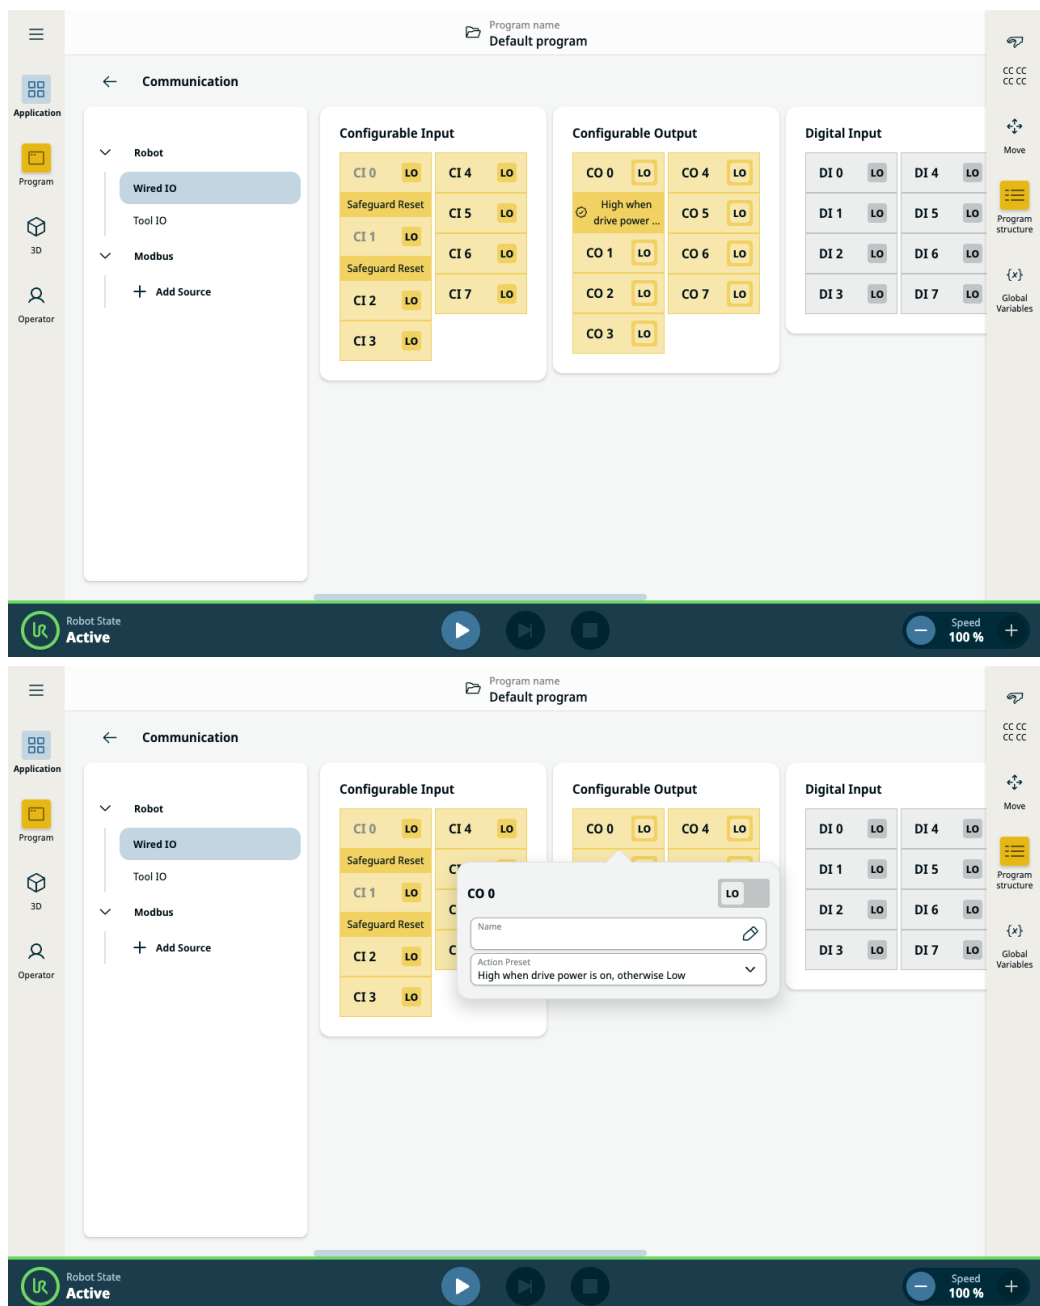 Program name
Default program
Communication
Application
Program
3D
Operator
Robot
Wired IO
Tool IO
Modbus
Add Source
Configurable Input
CI 0 LO CI 4 LO
Safeguard Reset
CI 5 LO
CI 1 LO
CI 6 LO
Safeguard Reset
CI 2 LO CI 7 LO
CI 3 LO
Configurable Output
CO 0 LO CO 4 LO
High when
drive power ...
CO 5 LO
CO 1 LO CO 6 LO
CO 2 LO CO 7 LO
CO 3 LO
Digital Input
DI 0 LO DI 4 LO
DI 1 LO DI 5 LO
DI 2 LO DI 6 LO
DI 3 LO DI 7 LO
CC CC
CC CC
Move
Program
structure
{x}
Global
Variables
UR
Robot State
Active
Speed
100 %
Program name
Default program
Communication
Application
Program
3D
Operator
Robot
Wired IO
Tool IO
Modbus
Add Source
Configurable Input
CI 0 LO CI 4 LO
Safeguard Reset
C
CI 1 LO
C
Safeguard Reset
CI 2 LO C
CI 3 LO
Configurable Output
CO 0 LO CO 4 LO
CO 0 LO
Name
Action Preset
High when drive power is on, otherwise Low
Digital Input
DI 0 LO DI 4 LO
DI 1 LO DI 5 LO
DI 2 LO DI 6 LO
DI 3 LO DI 7 LO
CC CC
CC CC
Move
Program
structure
{x}
Global
Variables
UR
Robot State
Active
Speed
100 %